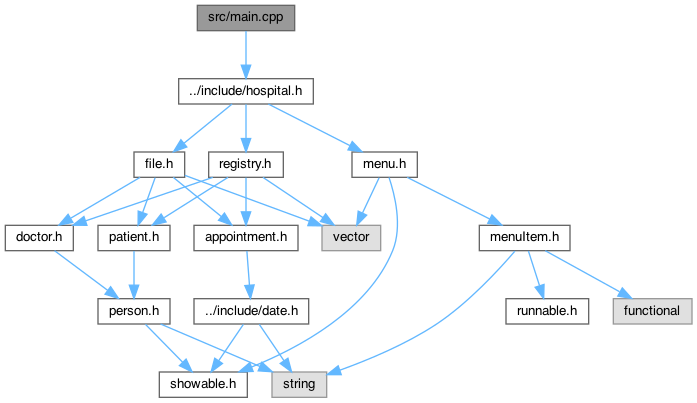 src/main.cpp
../include/hospital.h
file.h
registry.h
menu.h
doctor.h
patient.h
appointment.h
vector
menuItem.h
person.h
../include/date.h
runnable.h
functional
showable.h
string